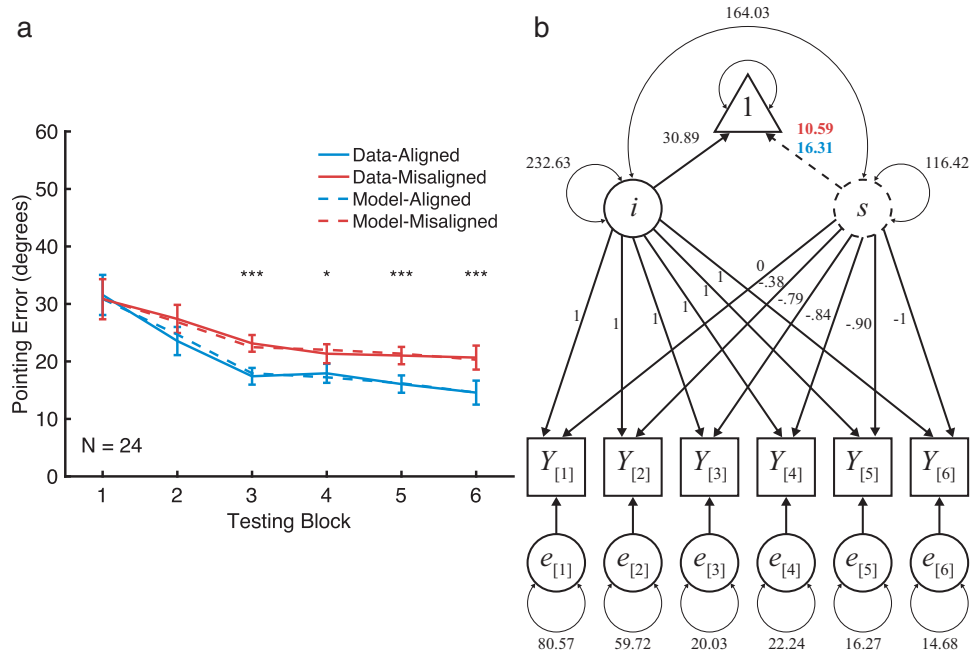 a
60
50
40
30
20
10
0
Pointing Error (degrees)
Data-Aligned
Data-Misaligned
Model-Aligned
Model-Misaligned
*** * *** ***
N = 24
1 2 3 4 5 6
Testing Block
b
164.03
1
30.89
10.59
16.31
232.63
116.42
i
s
1 1 1 1 1 1
0 -.38 -.79 -.84 -.90 -1
Y[1] Y[2] Y[3] Y[4] Y[5] Y[6]
e[1] e[2] e[3] e[4] e[5] e[6]
80.57 59.72 20.03 22.24 16.27 14.68